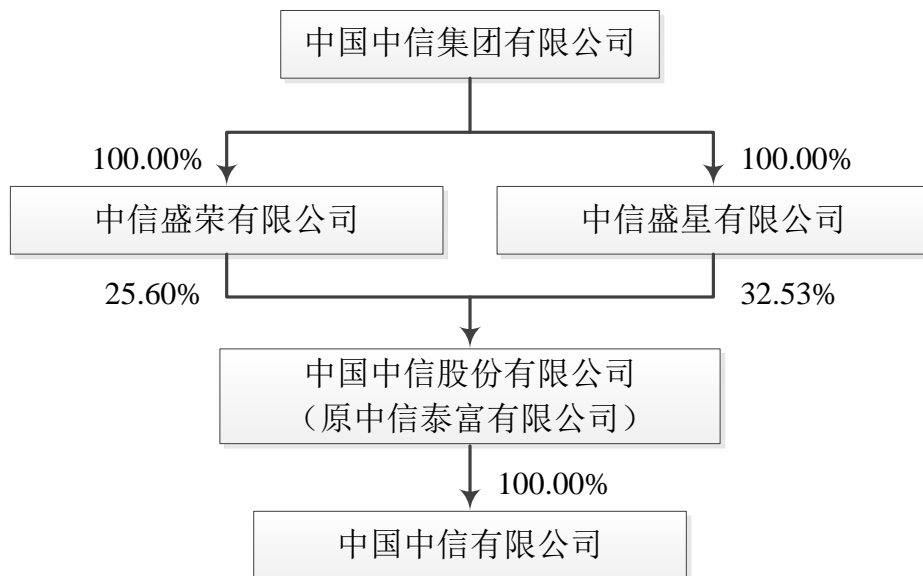 中国中信集团有限公司
100.00%
100.00%
中信盛荣有限公司
中信盛星有限公司
25.60%
32.53%
中国中信股份有限公司
（原中信泰富有限公司）
100.00%
中国中信有限公司